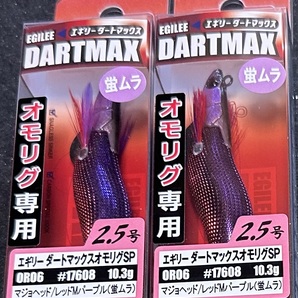 EGILEE エギリー ダートマックス
DARTMAX
蛍ムラ
オモリグ専用
2.5号
エギリー ダートマックスオモリグSP
OR06 #17608 10.3g
マジョヘッド/レッドMパープル(蛍ムラ)
EGILEE エギリー ダートマックス
DARTMAX
蛍ムラ
オモリグ専用
2.5号
エギリー ダートマックスオモリグSP
OR06 #17608 10.3g
マジョヘッド/レッドMパープル(蛍ムラ)